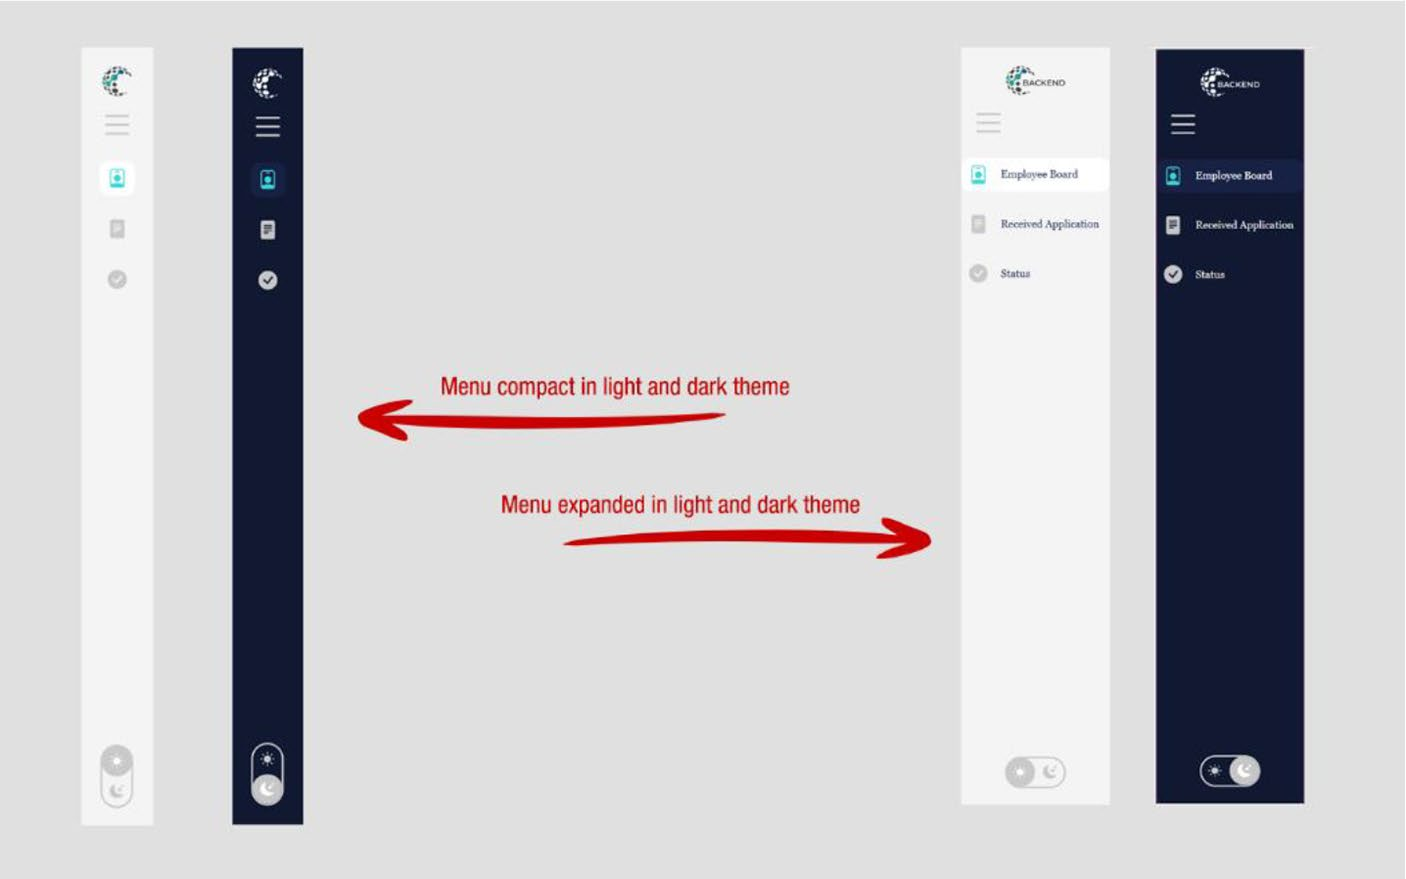 BACKEND
BACKEND
Employee Board
Employee Board
Received Application
Received Application
Status
Status
Menu compact in light and dark theme
Menu expanded in light and dark theme